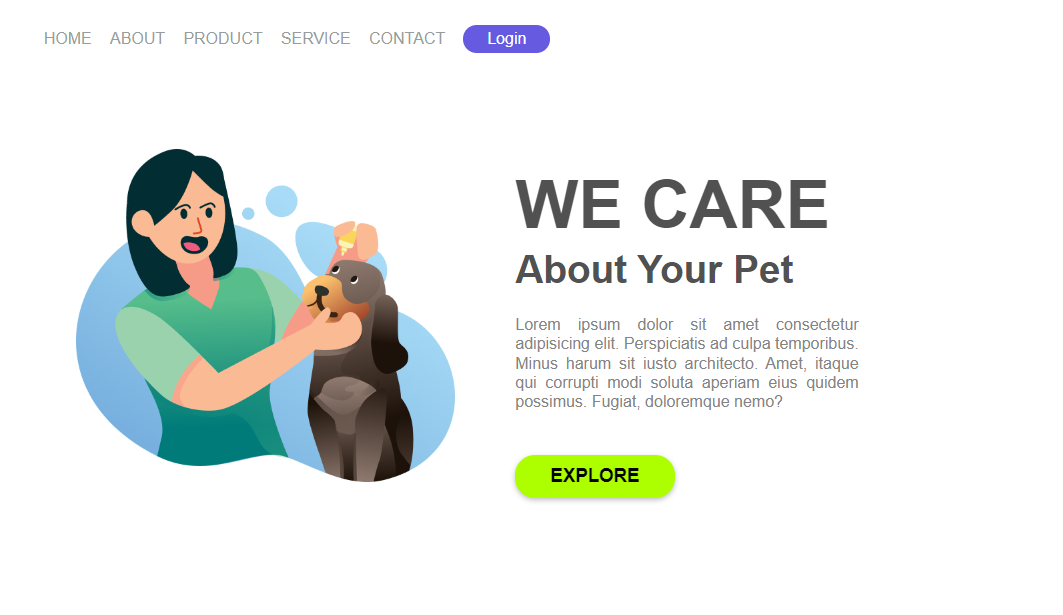 HOME ABOUT PRODUCT SERVICE CONTACT Login
WE CARE
About Your Pet
Lorem ipsum dolor sit amet consectetur
adipisicing elit. Perspiciatis ad culpa temporibus.
Minus harum sit iusto architecto. Amet, itaque
qui corrupti modi soluta aperiam eius quidem
possimus. Fugiat, doloremque nemo?
EXPLORE